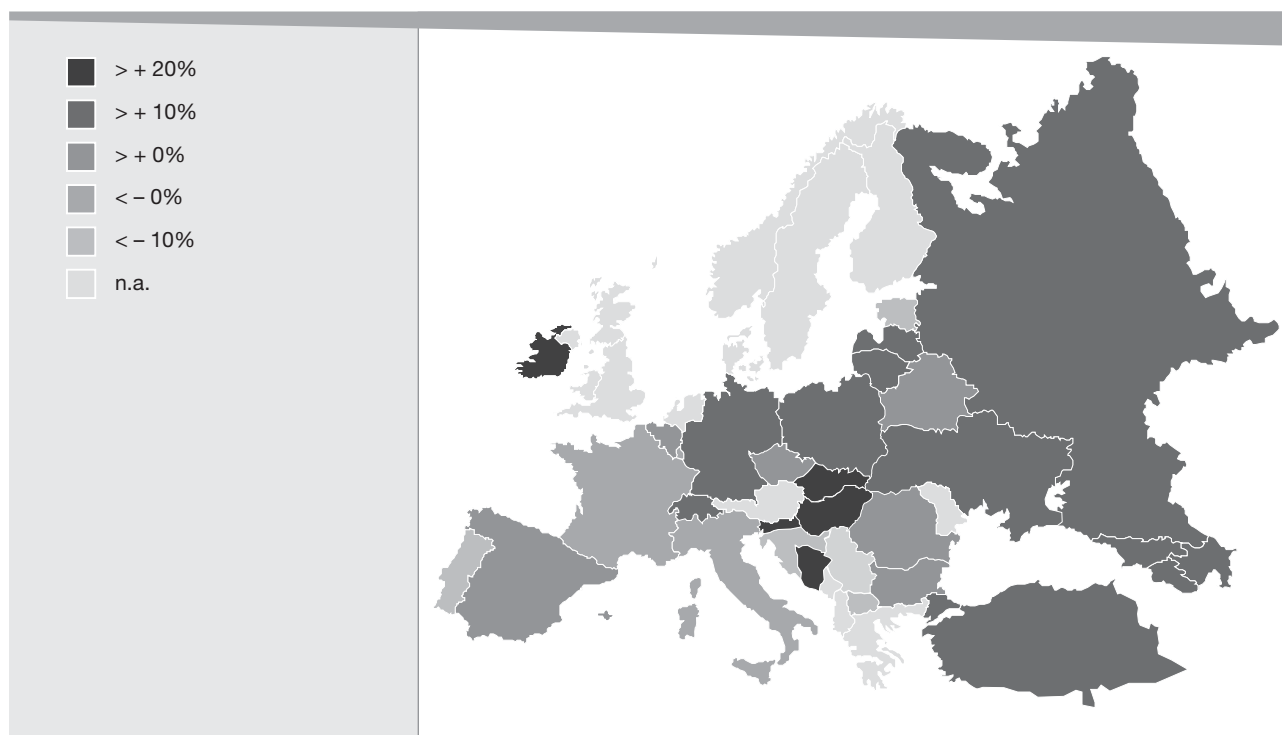 > + 20%
> + 10%
> + 0%
< – 0%
< – 10%
n.a.